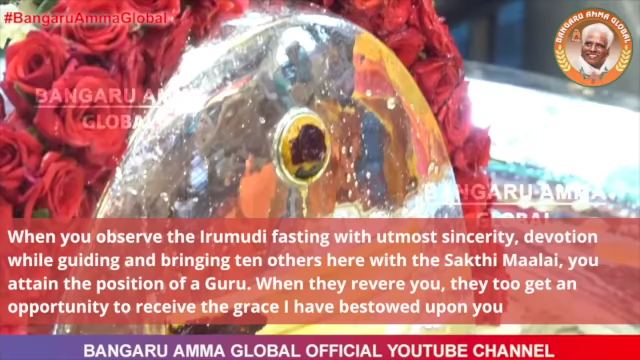 #BangaruAmmaGlobal
BANGARU AMMA GLOBAL
BANGARU AM
GLOBAL
BANGARU AMMA
GLOBAL
When you observe the Irumudi fasting with utmost sincerity, devotion
while guiding and bringing ten others here with the Sakthi Maalai, you
attain the position of a Guru. When they revere you, they too get an
opportunity to receive the grace I have bestowed upon you
BANGARU AMMA GLOBAL OFFICIAL YOUTUBE CHANNEL